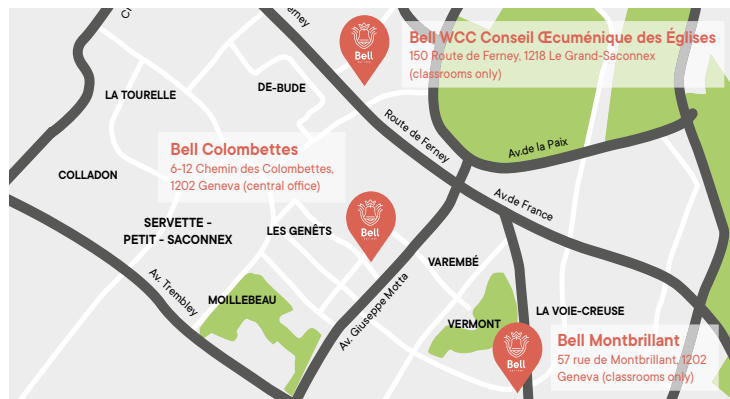 Ferney
Bell
Bell WCC Conseil Œcuménique des Églises
150 Route de Ferney, 1218 Le Grand-Saconnex
(classrooms only)
LA TOURELLE
DE-BUDE
Route de Ferney
Av.de la Paix
Bell Colombettes
6-12 Chemin des Colombettes,
1202 Geneva (central office)
COLLADON
Av.de France
SERVETTE -
PETIT - SACONNEX
LES GENÊTS
Bell
VAREMBÉ
Av. Trembley
MOILLEBEAU
Av. Giuseppe Motta
VERMONT
LA VOIE-CREUSE
Bell
Bell Montbrillant
57 rue de Montbrillant, 1202
Geneva (classrooms only)